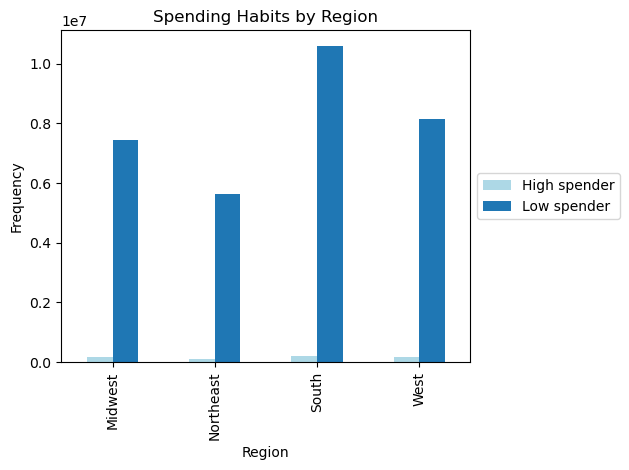 Spending Habits by Region
1e7
1.0
0.8
0.6
0.4
0.2
0.0
Frequency
Midwest
Northeast
South
West
Region
High spender
Low spender